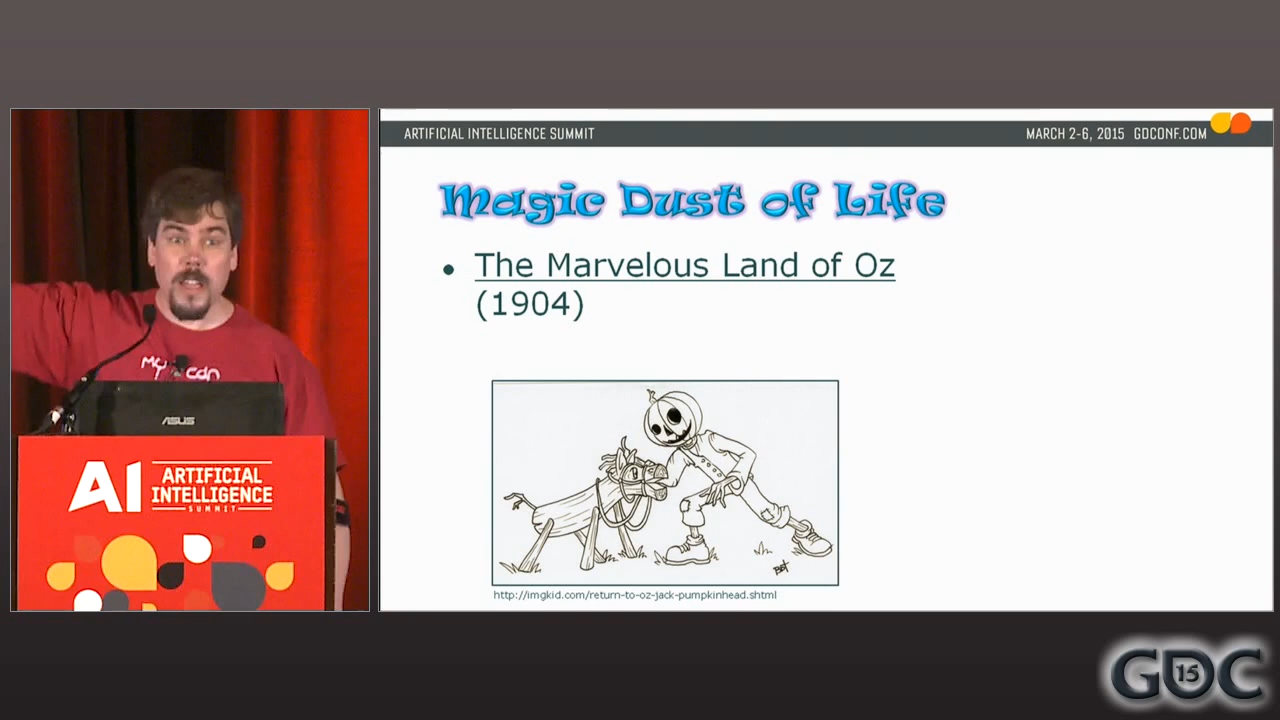 ARTIFICIAL INTELLIGENCE SUMMIT
MARCH 2-6, 2015 GDCONF.COM
Magic Dust of Life
• The Marvelous Land of Oz
(1904)
Bet
http://imgkid.com/return-to-oz-jack-pumpkinhead.shtml
ASUS
AI
ARTIFICIAL
INTELLIGENCE
SUMMIT
GDC
15